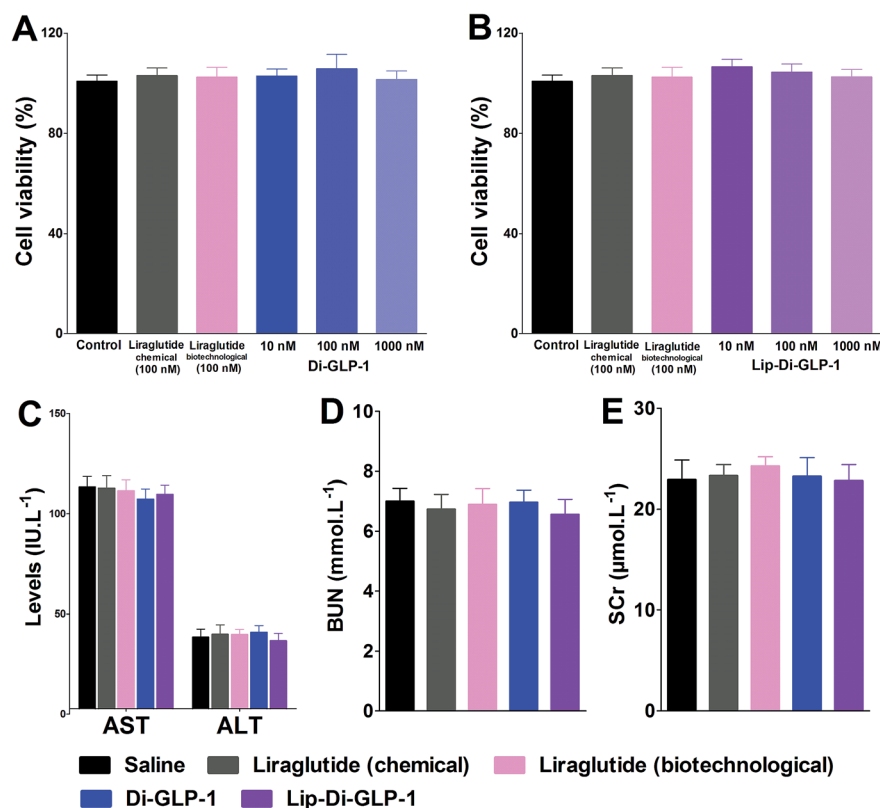 A
Cell viability (%)
120
80
40
0
Control
Liraglutide
chemical
(100 nM)
Liraglutide
biotechnological
(100 nM)
10 nM
100 nM
1000 nM
Di-GLP-1
B
Cell viability (%)
120
80
40
0
Control
Liraglutide
chemical
(100 nM)
Liraglutide
biotechnological
(100 nM)
10 nM
100 nM
1000 nM
Lip-Di-GLP-1
C
Levels (IU.L⁻¹)
150
100
50
0
AST
ALT
D
BUN (mmol.L⁻¹)
10
8
6
4
2
0
E
SCr (µmol.L⁻¹)
30
20
10
0
Saline
Liraglutide (chemical)
Liraglutide (biotechnological)
Di-GLP-1
Lip-Di-GLP-1